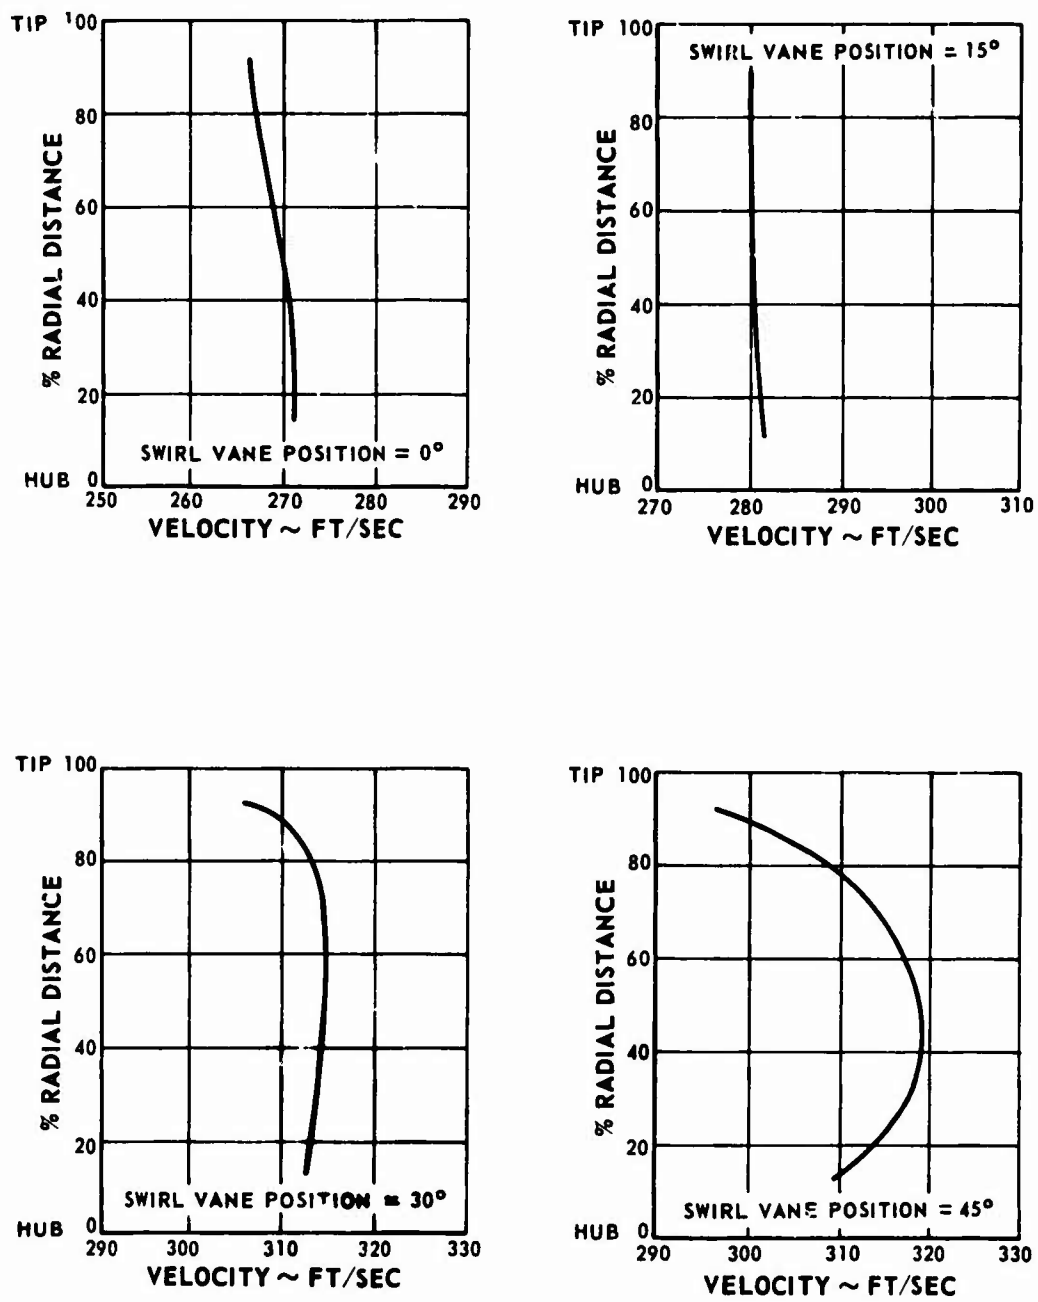 TIP 100
80
60
40
20
HUB 0
% RADIAL DISTANCE
SWIRL VANE POSITION = 0°
250 260 270 280 290
VELOCITY ~ FT/SEC
TIP 100
SWIRL VANE POSITION = 15°
80
60
40
20
HUB 0
% RADIAL DISTANCE
270 280 290 300 310
VELOCITY ~ FT/SEC
TIP 100
80
60
40
20
% RADIAL DISTANCE
SWIRL VANE POSITION = 30°
HUB 0
290 300 310 320 330
VELOCITY ~ FT/SEC
TIP 100
80
60
40
20
% RADIAL DISTANCE
SWIRL VANE POSITION = 45°
HUB 0
290 300 310 320 330
VELOCITY ~ FT/SEC